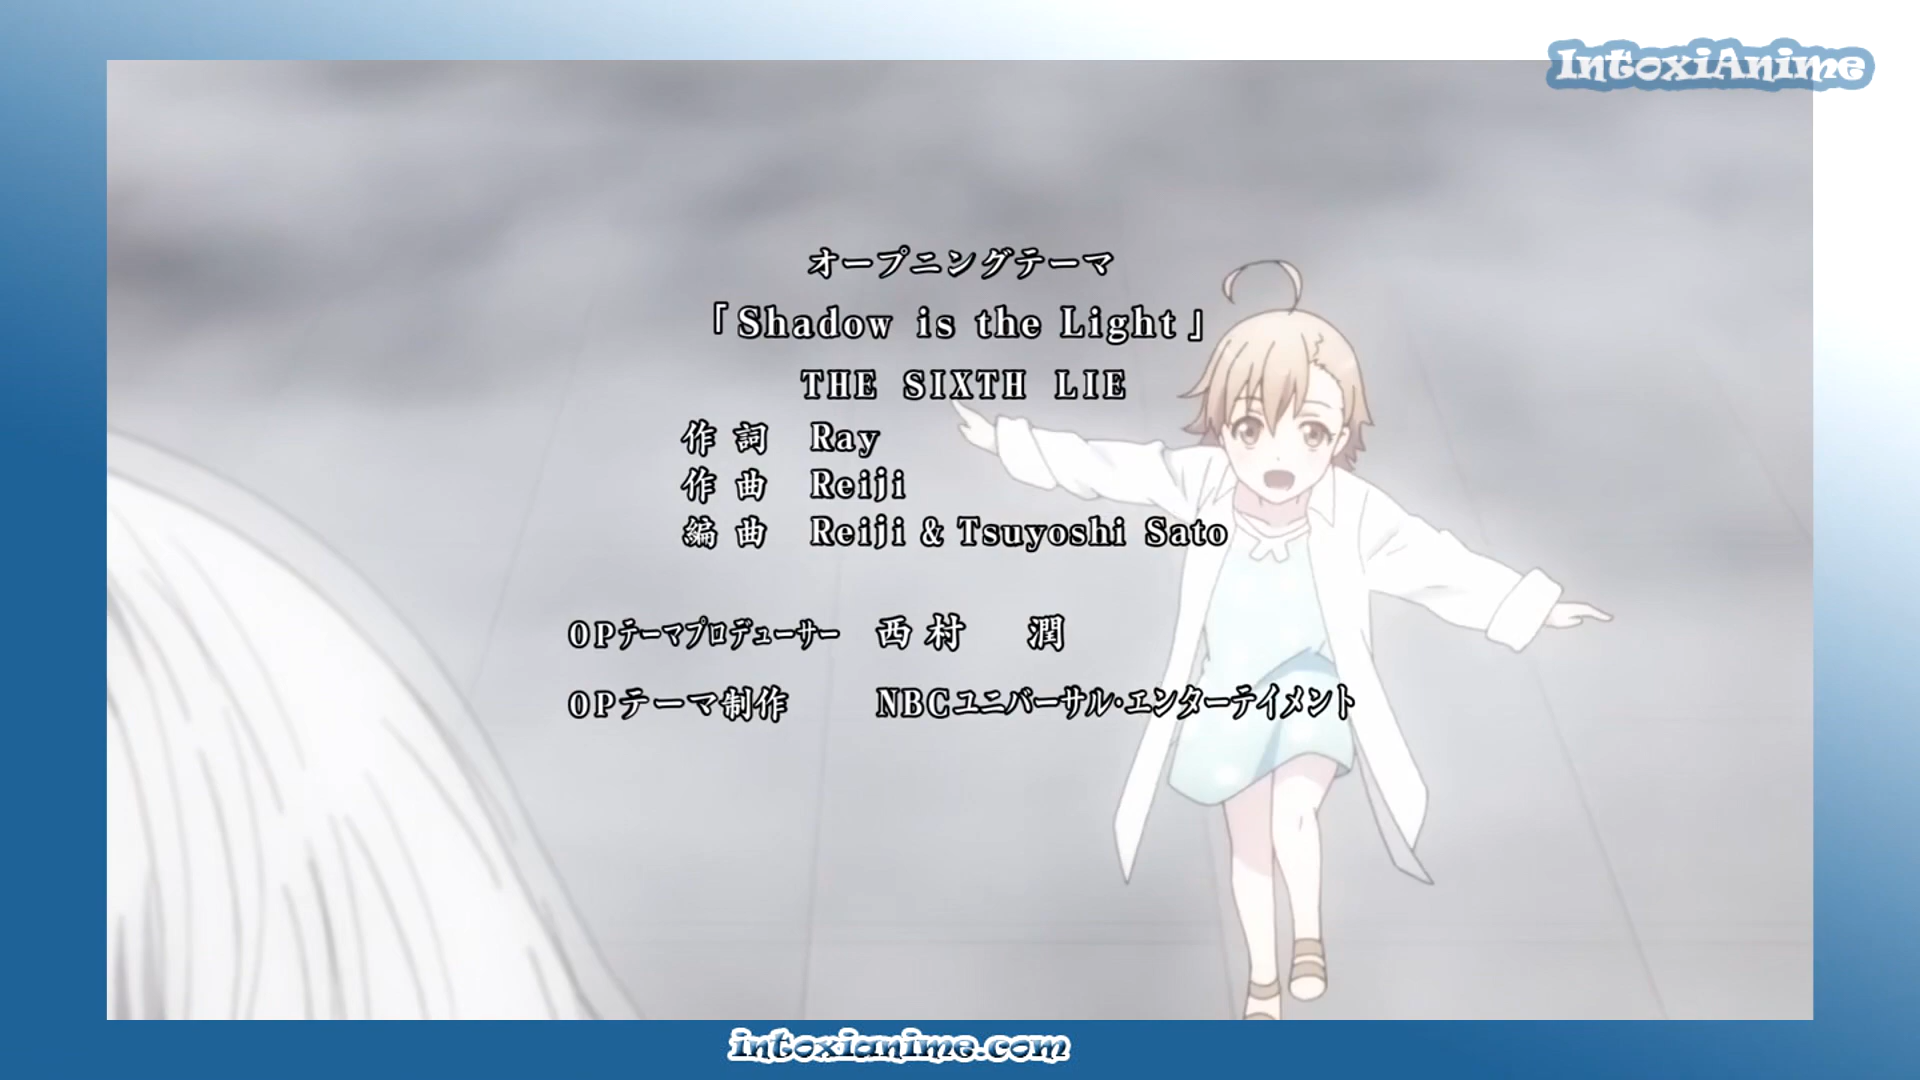 IntoxiAnime
オープニングテーマ
「Shadow is the Light」
THE SIXTH LIE
作詞 Ray
作曲 Reiji
編曲 Reiji & Tsuyoshi Sato
OPテーマプロデューサー 西村 潤
OPテーマ制作 NBCユニバーサル・エンターテイメント
intoxianime.com